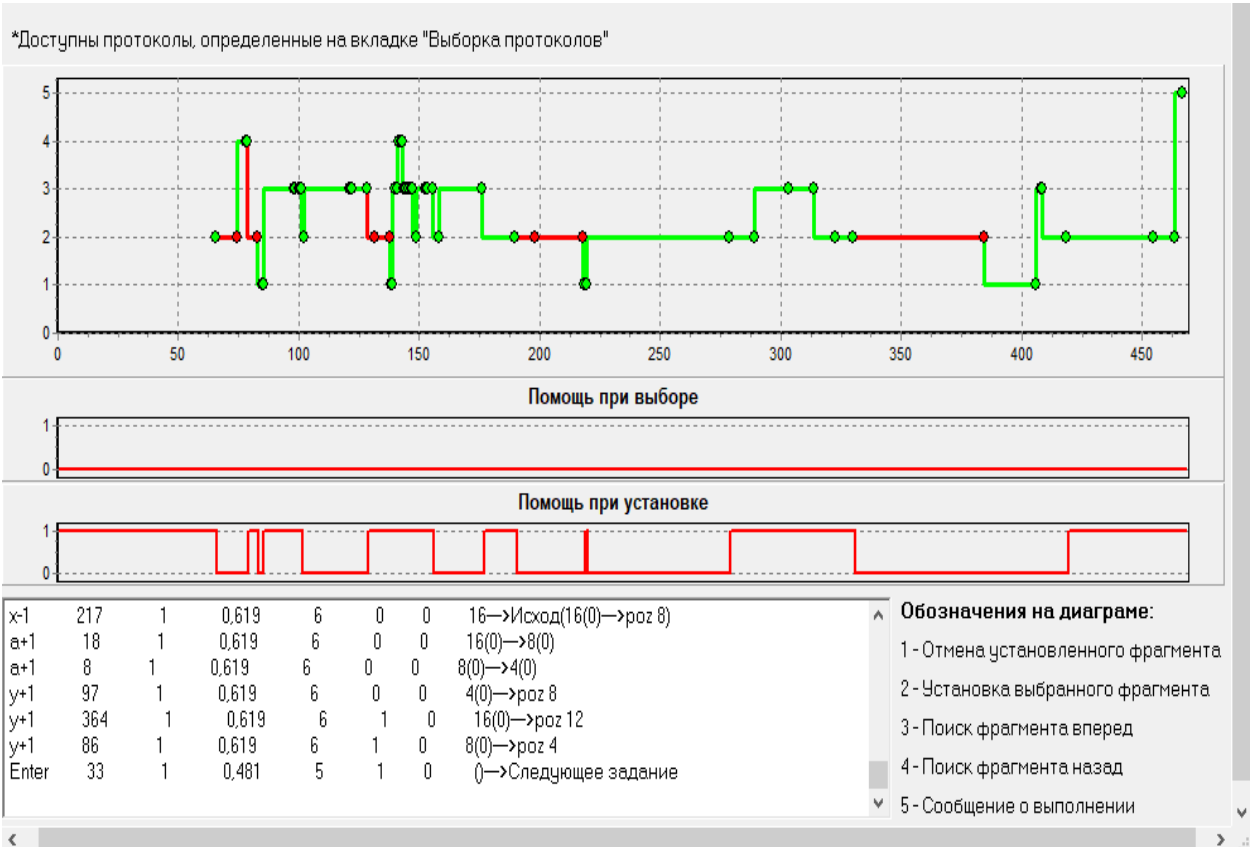 *Доступны протоколы, определенные на вкладке "Выборка протоколов"
5
4
3
2
1
0
0 50 100 150 200 250 300 350 400 450
Помощь при выборе
1
0
Помощь при установке
1
0
x-1 217 1 0,619 6 0 0 16—>Исход(16(0)—>poz 8)
a+1 18 1 0,619 6 0 0 16(0)—>8(0)
a+1 8 1 0,619 6 0 0 8(0)—>4(0)
y+1 97 1 0,619 6 0 0 4(0)—>poz 8
y+1 364 1 0,619 6 1 0 16(0)—>poz 12
y+1 86 1 0,619 6 1 0 8(0)—>poz 4
Enter 33 1 0,481 5 1 0 ()—>Следующее задание
Обозначения на диаграме:
1 - Отмена установленного фрагмента
2 - Установка выбранного фрагмента
3 - Поиск фрагмента вперед
4 - Поиск фрагмента назад
5 - Сообщение о выполнении